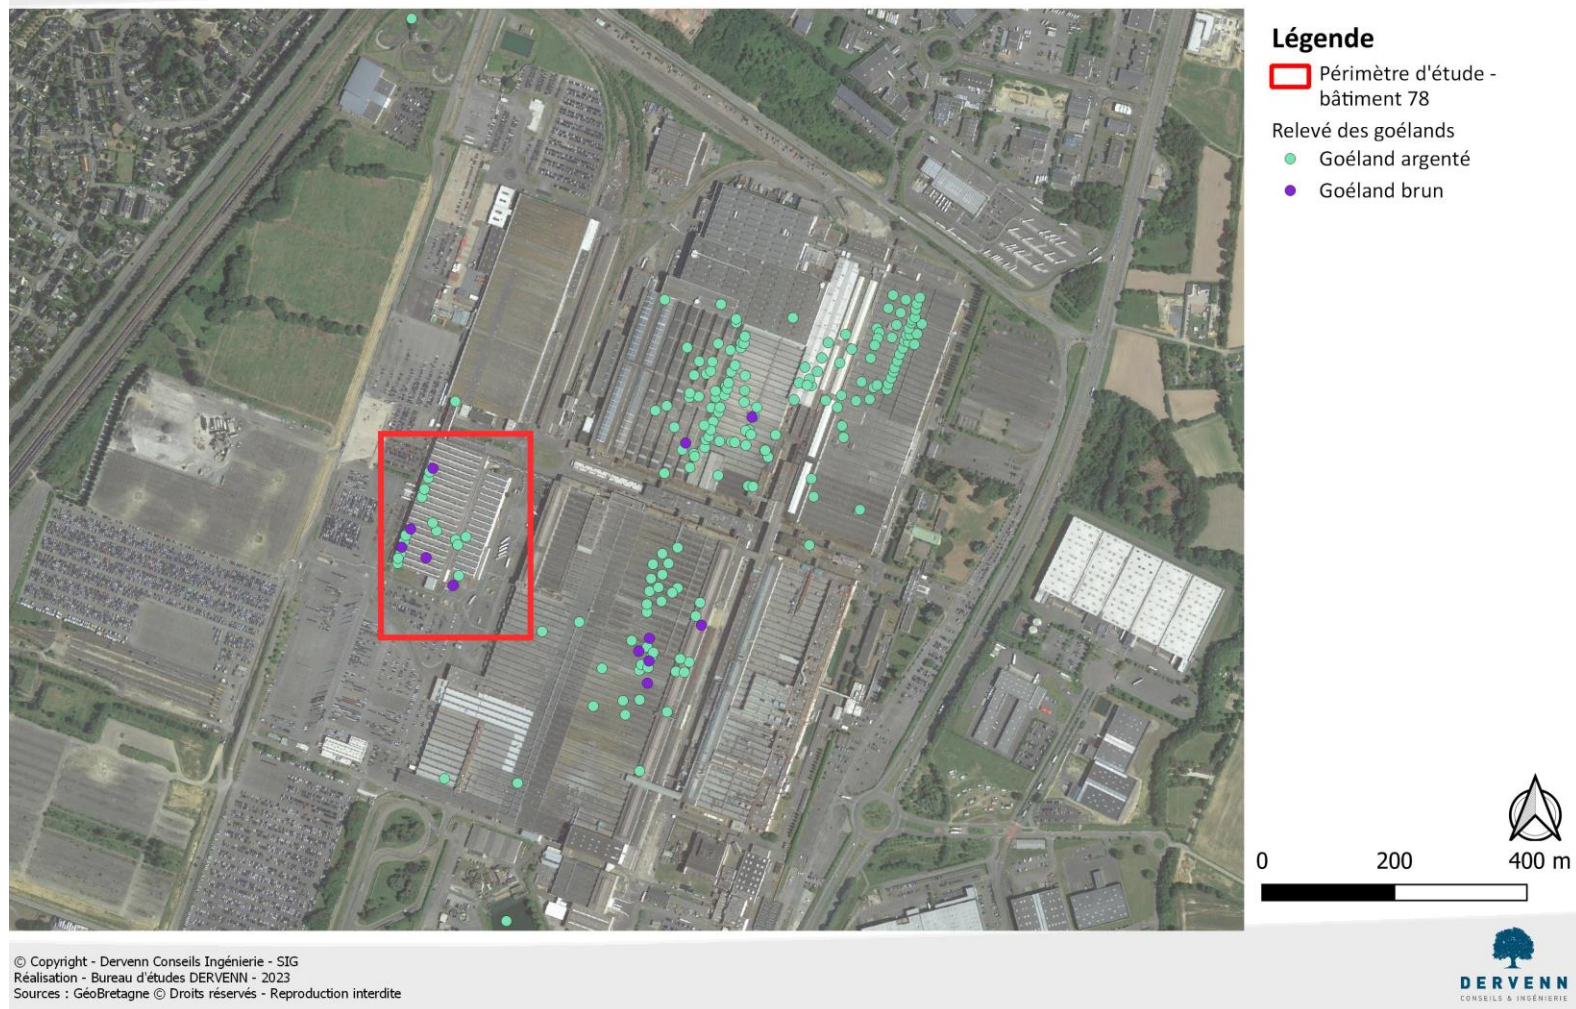 Légende
Périmètre d'étude -
bâtiment 78
Relevé des goélands
Goéland argenté
Goéland brun
0 200 400 m
© Copyright - Dervenn Conseils Ingénierie - SIG
Réalisation - Bureau d'études DERVENN - 2023
Sources : GéoBretagne © Droits réservés - Reproduction interdite
DERVENN
CONSEILS & INGÉNIERIE